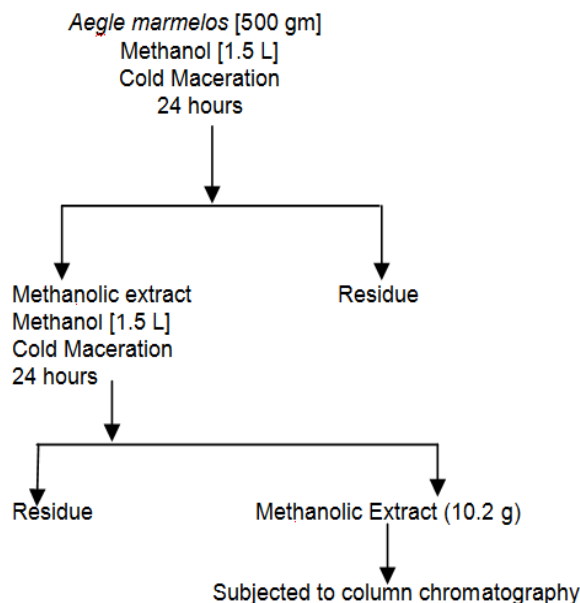 Aegle marmelos [500 gm]
Methanol [1.5 L]
Cold Maceration
24 hours
Methanolic extract
Methanol [1.5 L]
Cold Maceration
24 hours
Residue
Residue
Methanolic Extract (10.2 g)
Subjected to column chromatography